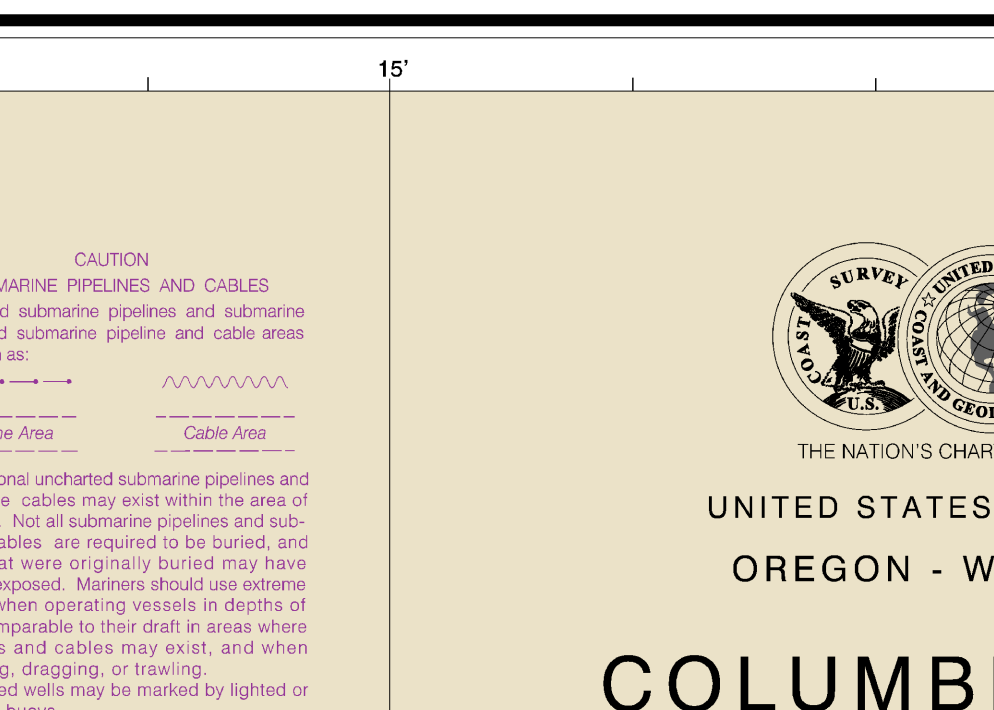 15'
CAUTION
MARINE PIPELINES AND CABLES
d submarine pipelines and submarine
d submarine pipeline and cable areas
as:
ne Area
Cable Area
onal uncharted submarine pipelines and
e cables may exist within the area of
. Not all submarine pipelines and sub-
ables are required to be buried, and
at were originally buried may have
exposed. Mariners should use extreme
when operating vessels in depths of
mparable to their draft in areas where
s and cables may exist, and when
g, dragging, or trawling.
ed wells may be marked by lighted or
buoys.
COAST SURVEY
U.S.
UNITED
COAST AND GEO
THE NATION'S CHAR
UNITED STATES
OREGON - W
COLUMB